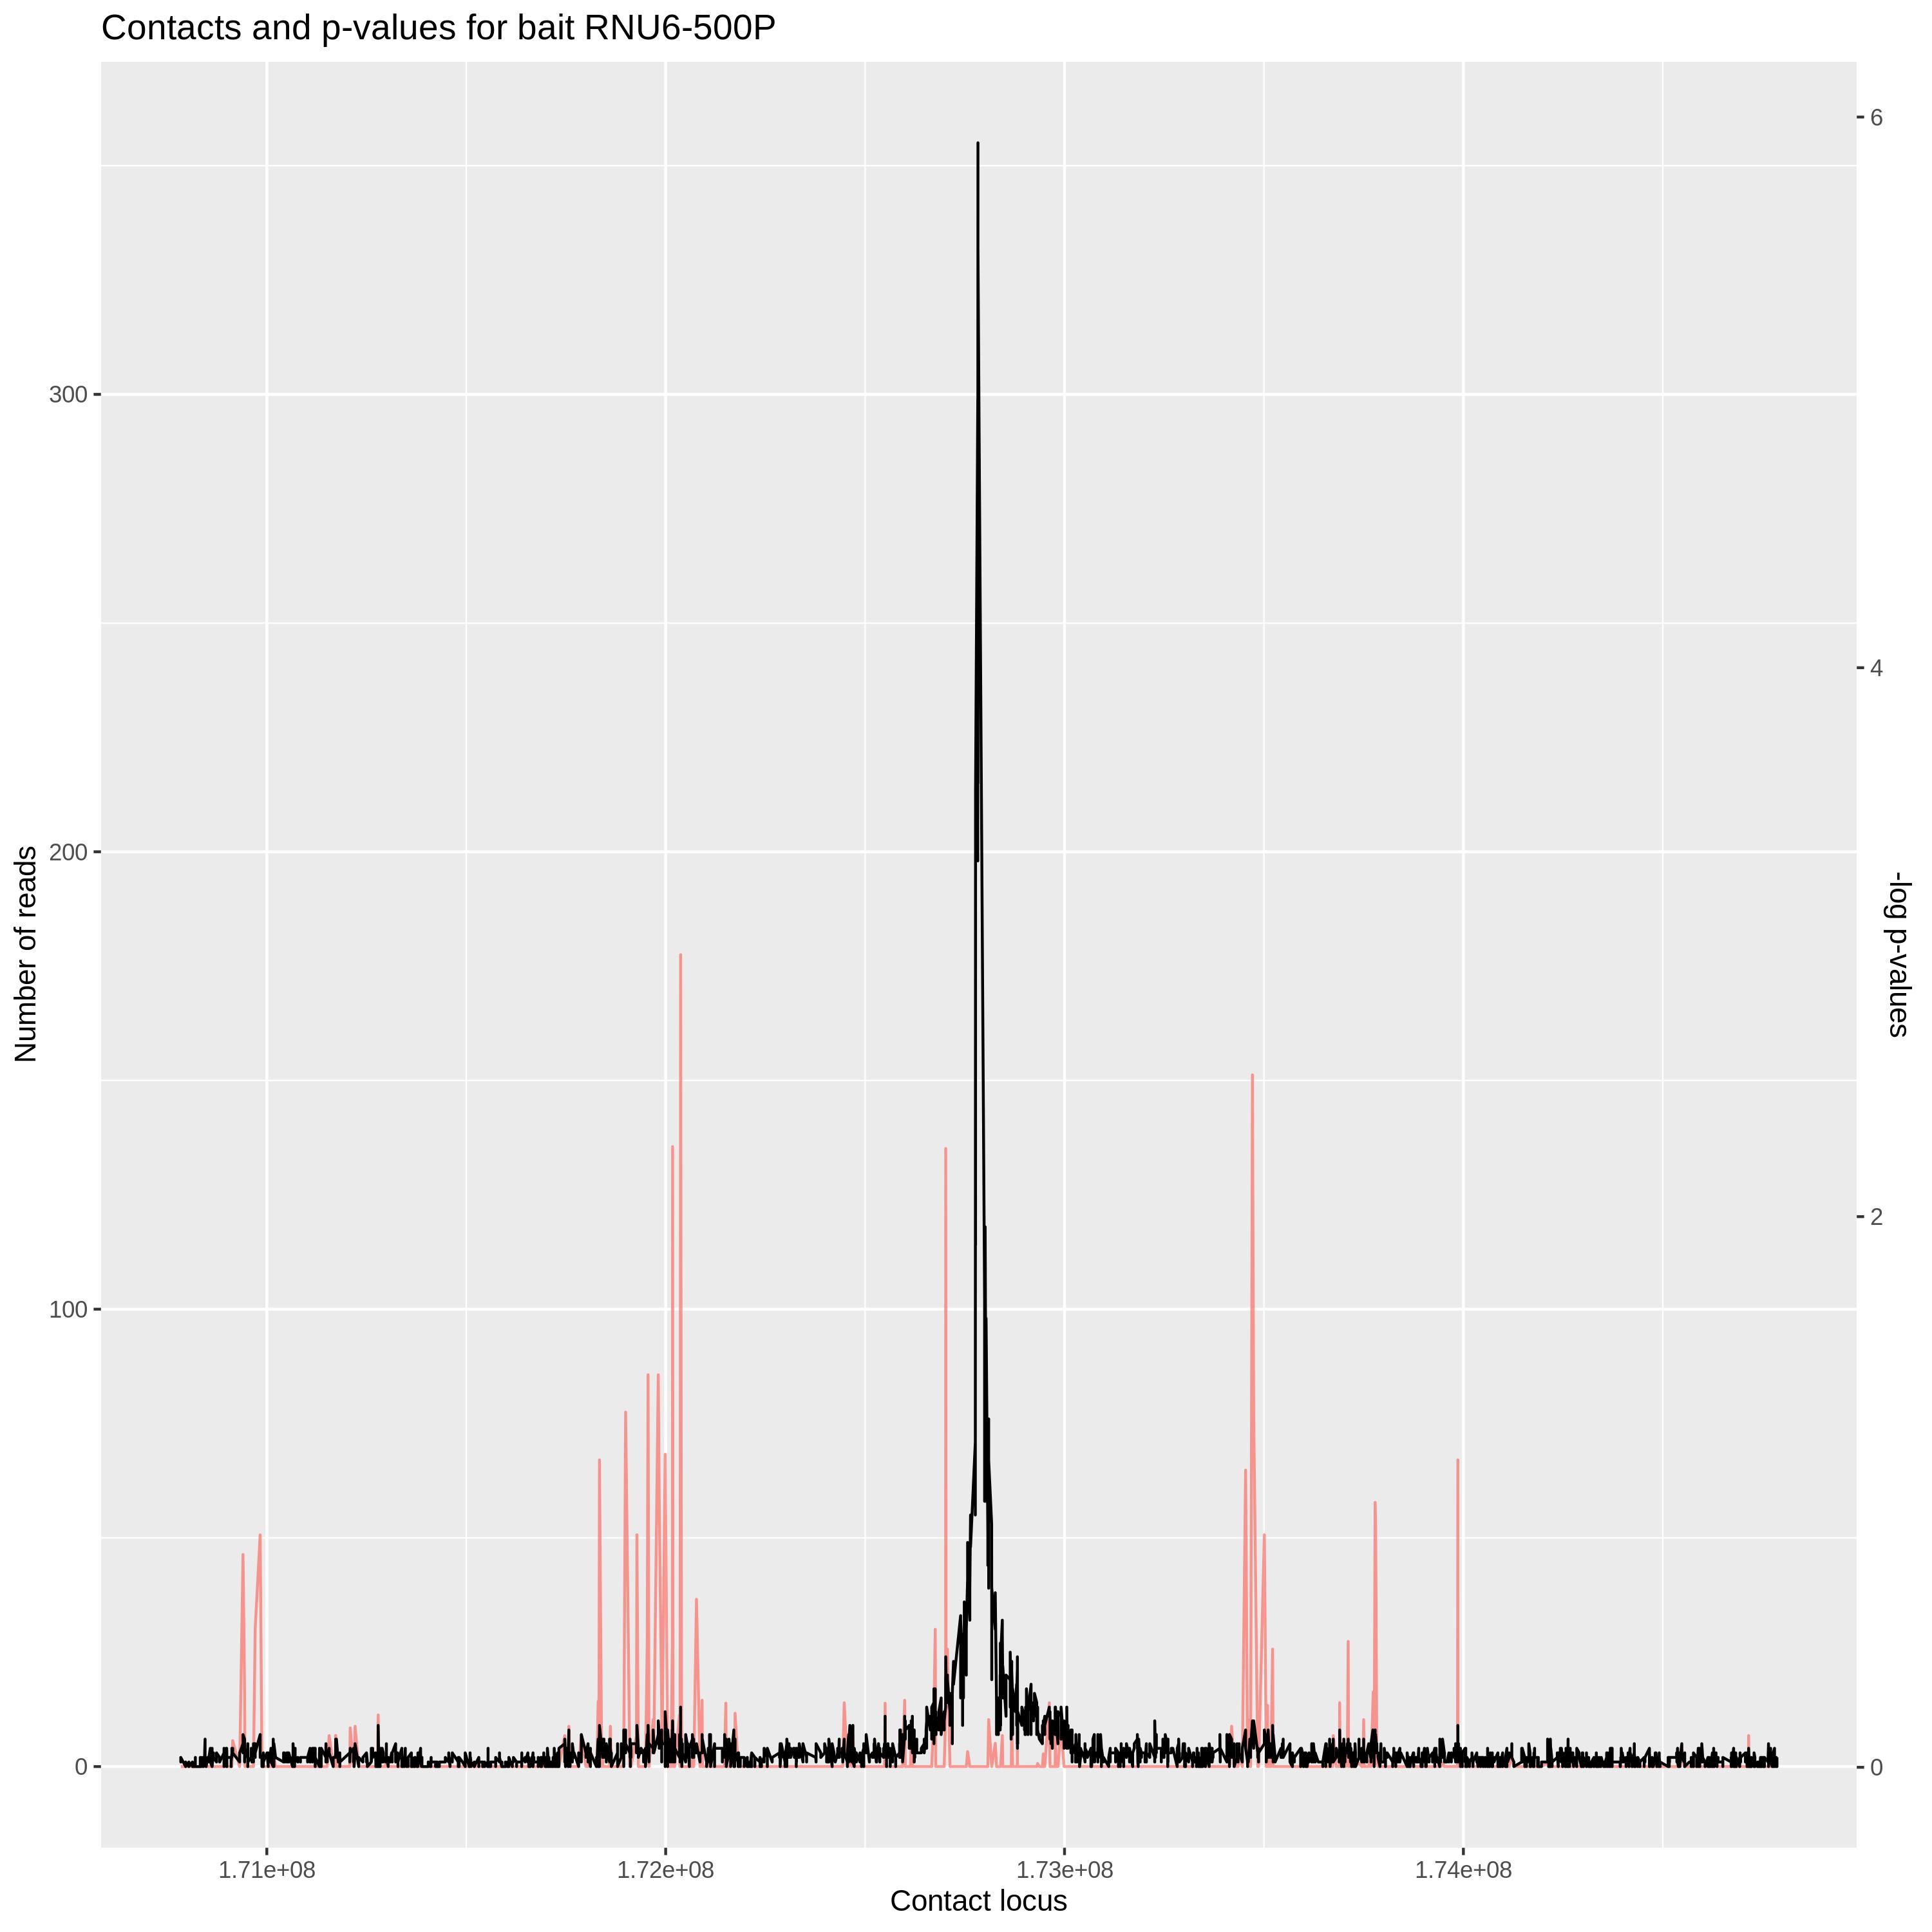 Contacts and p-values for bait RNU6-500P
6
300
4
200
Number of reads
-log p-values
2
100
0
0
1.71e+08 1.72e+08 1.73e+08 1.74e+08
Contact locus